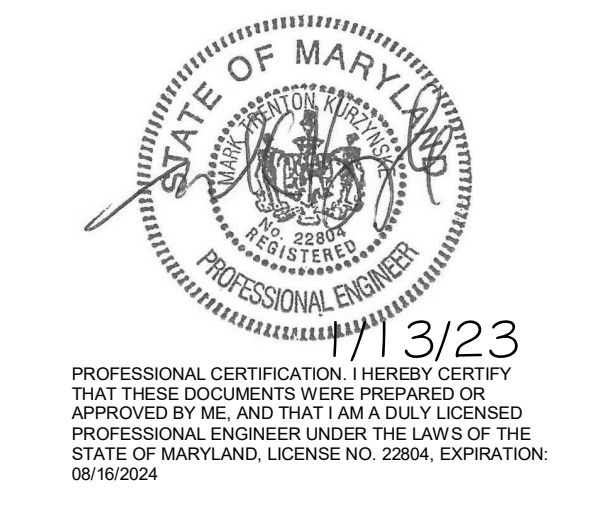 STATE OF MARYLAND
MARK TRENTON KURZYNSKI
No. 22804
REGISTERED
PROFESSIONAL ENGINEER
1/13/23
PROFESSIONAL CERTIFICATION. I HEREBY CERTIFY
THAT THESE DOCUMENTS WERE PREPARED OR
APPROVED BY ME, AND THAT I AM A DULY LICENSED
PROFESSIONAL ENGINEER UNDER THE LAWS OF THE
STATE OF MARYLAND, LICENSE NO. 22804, EXPIRATION:
08/16/2024